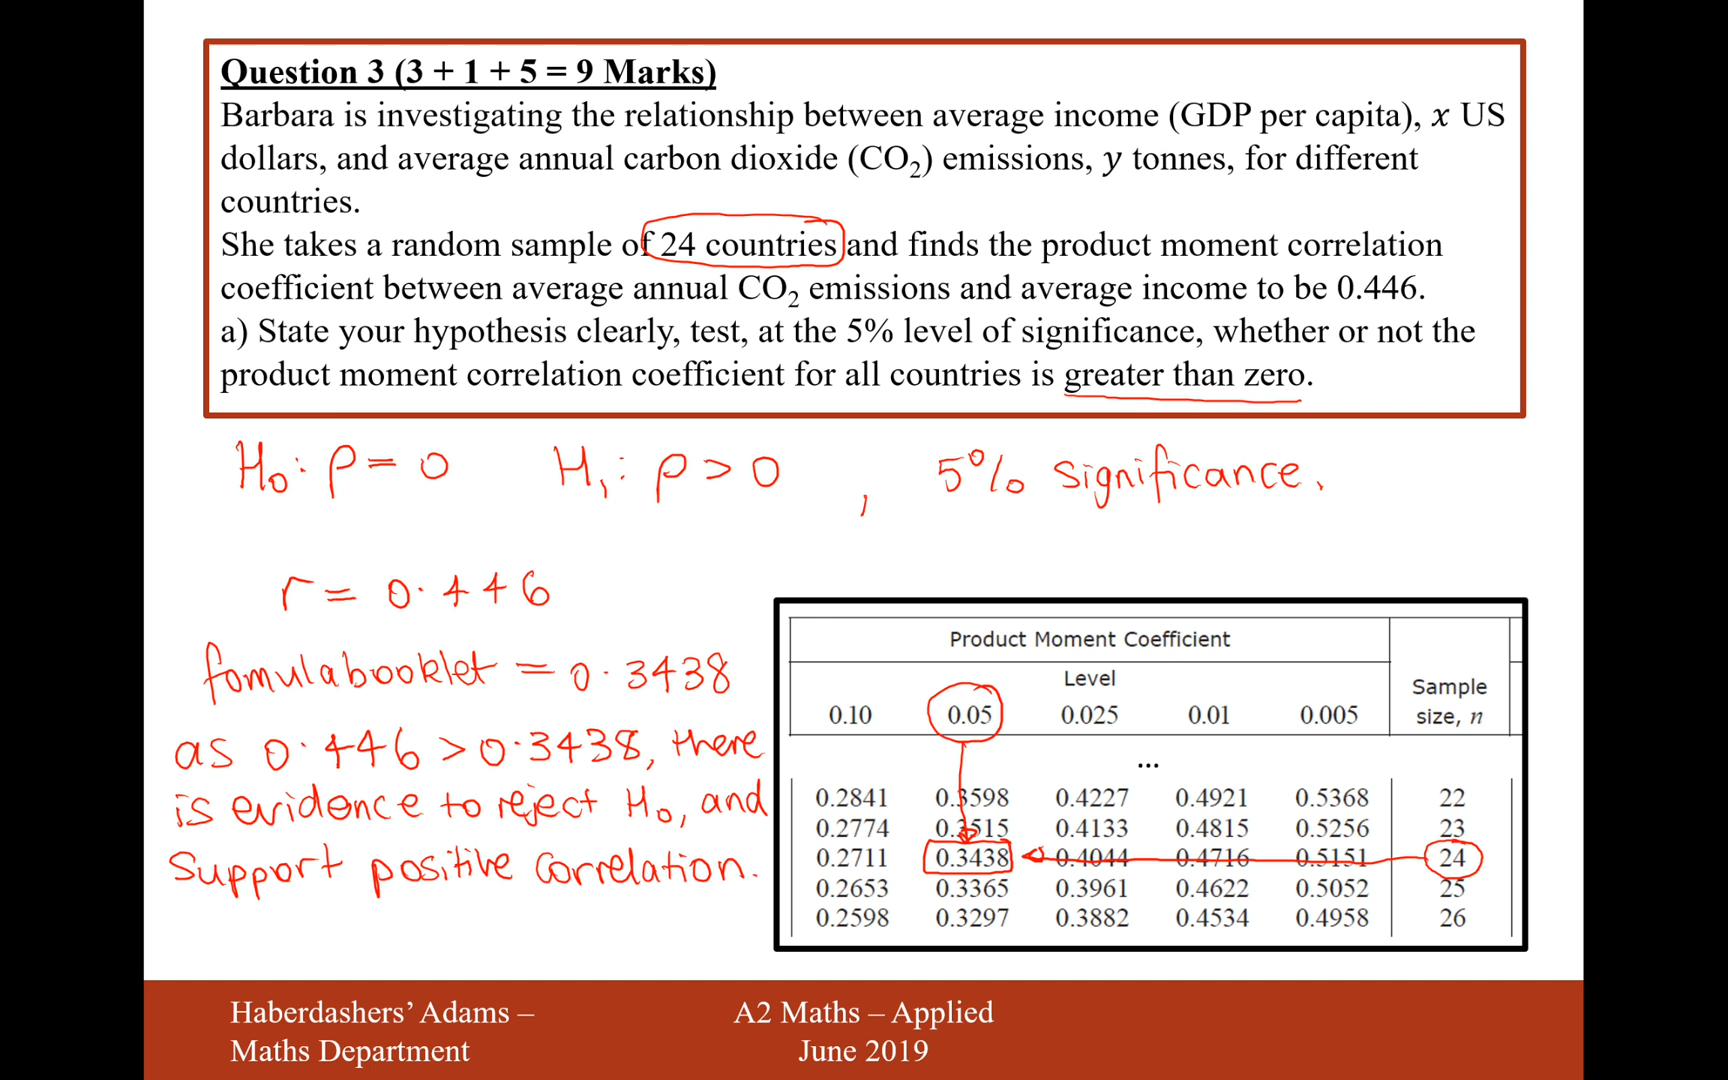 Question 3 (3 + 1 + 5 = 9 Marks)
Barbara is investigating the relationship between average income (GDP per capita), x US
dollars, and average annual carbon dioxide (CO₂) emissions, y tonnes, for different
countries.
She takes a random sample of 24 countries and finds the product moment correlation
coefficient between average annual CO₂ emissions and average income to be 0.446.
a) State your hypothesis clearly, test, at the 5% level of significance, whether or not the
product moment correlation coefficient for all countries is greater than zero.
H₀: ρ = 0 H₁: ρ > 0 , 5% significance.
r = 0.446
fomulabooklet = 0.3438
as 0.446 > 0.3438, there
is evidence to reject H₀, and
support positive correlation.
Product Moment Coefficient
Level
Sample
size, n
0.10 0.05 0.025 0.01 0.005
...
0.2841 0.3598 0.4227 0.4921 0.5368 22
0.2774 0.3515 0.4133 0.4815 0.5256 23
0.2711 0.3438 0.4044 0.4716 0.5151 24
0.2653 0.3365 0.3961 0.4622 0.5052 25
0.2598 0.3297 0.3882 0.4534 0.4958 26
Haberdashers' Adams –
Maths Department
A2 Maths – Applied
June 2019